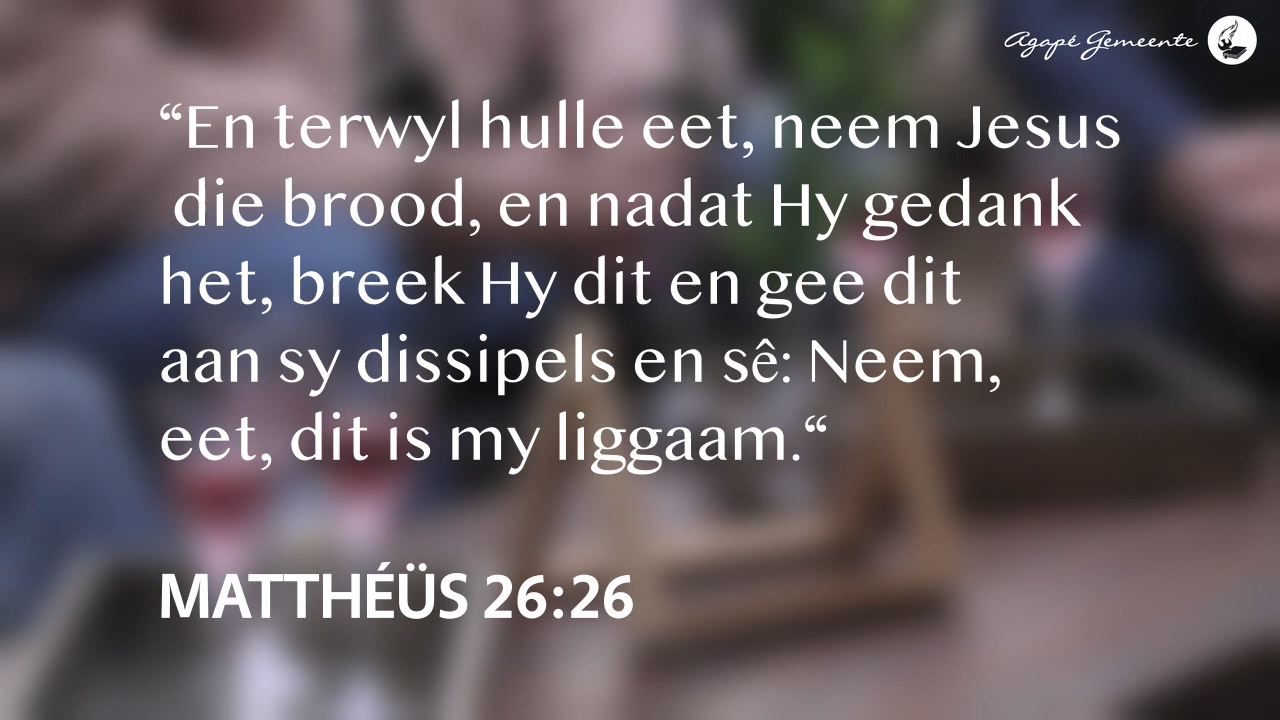 Agapé Gemeente
“En terwyl hulle eet, neem Jesus
die brood, en nadat Hy gedank
het, breek Hy dit en gee dit
aan sy dissipels en sê: Neem,
eet, dit is my liggaam.“
MATTHÉÜS 26:26